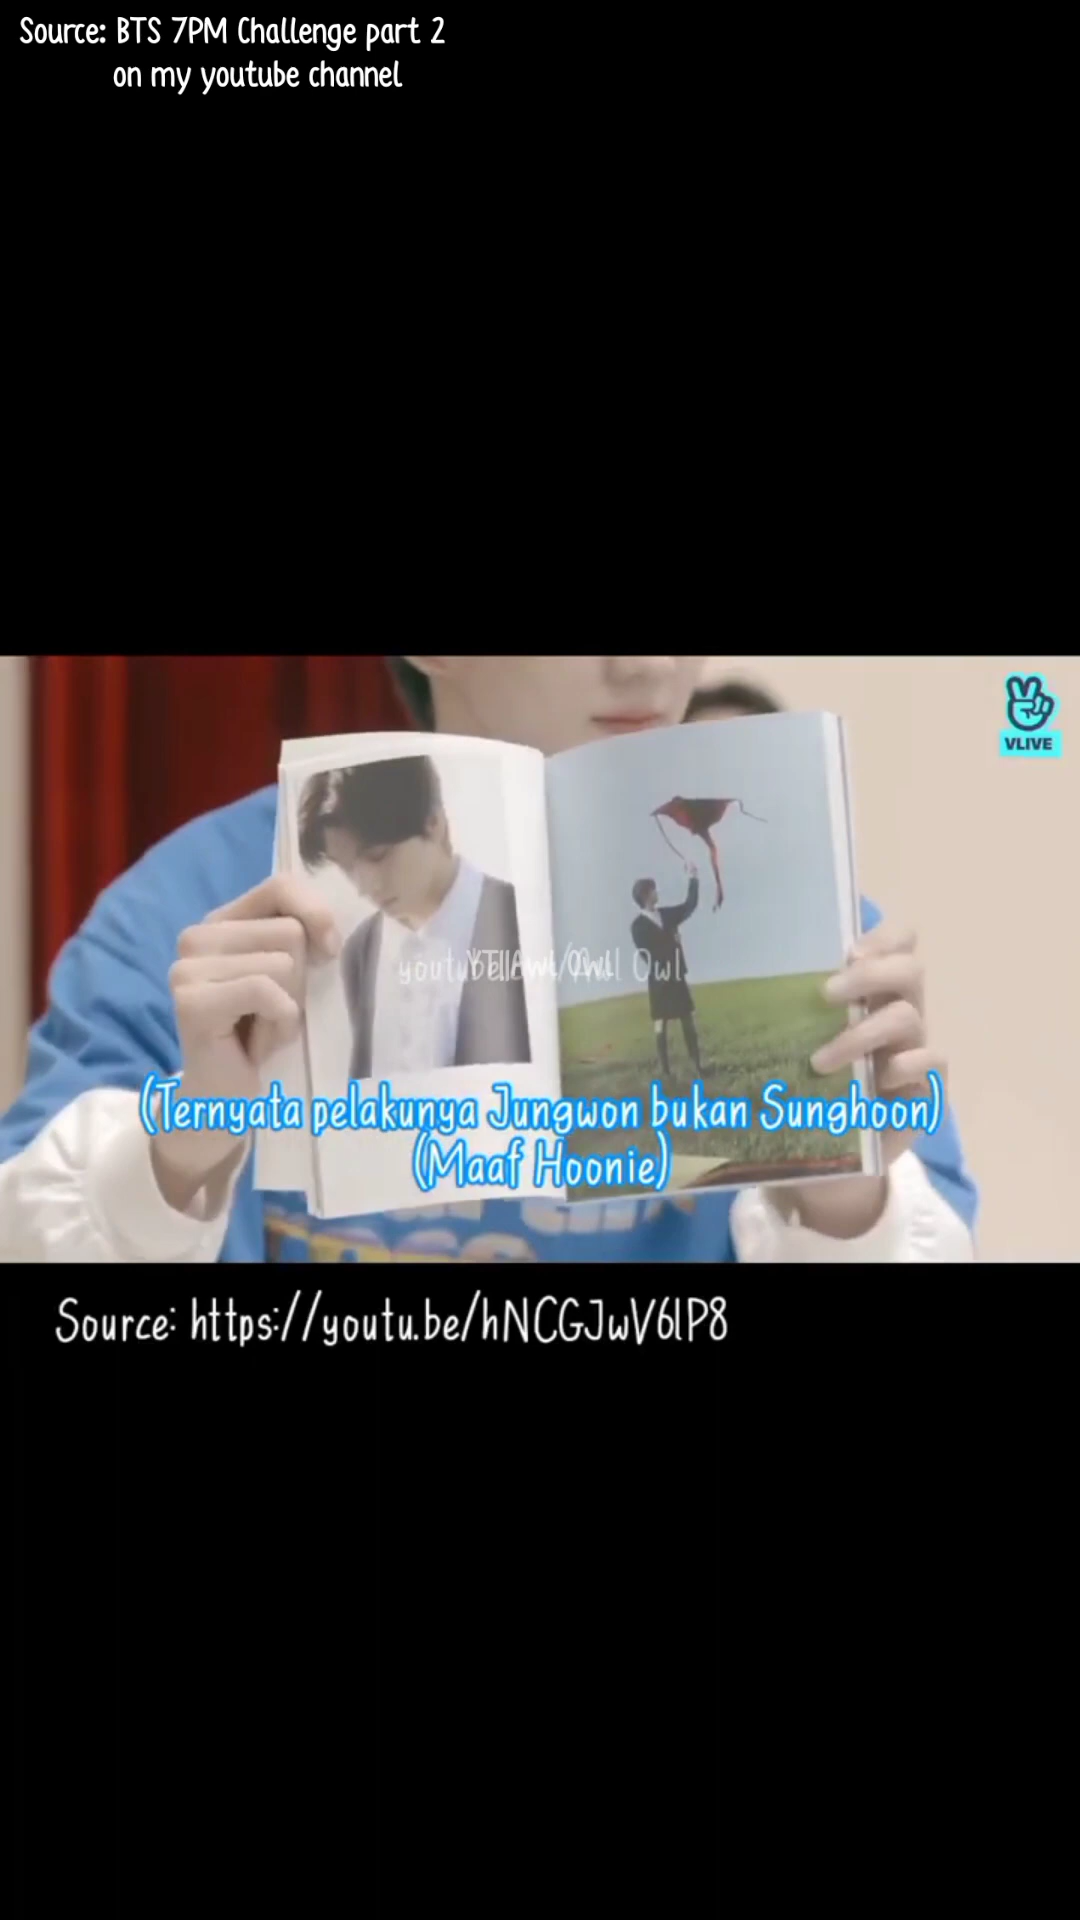 Source: BTS 7PM Challenge part 2
on my youtube channel
VLIVE
(Ternyata pelakunya Jungwon bukan Sunghoon)
(Maaf Hoonie)
Source: https://youtu.be/hNCGJwV6lP8